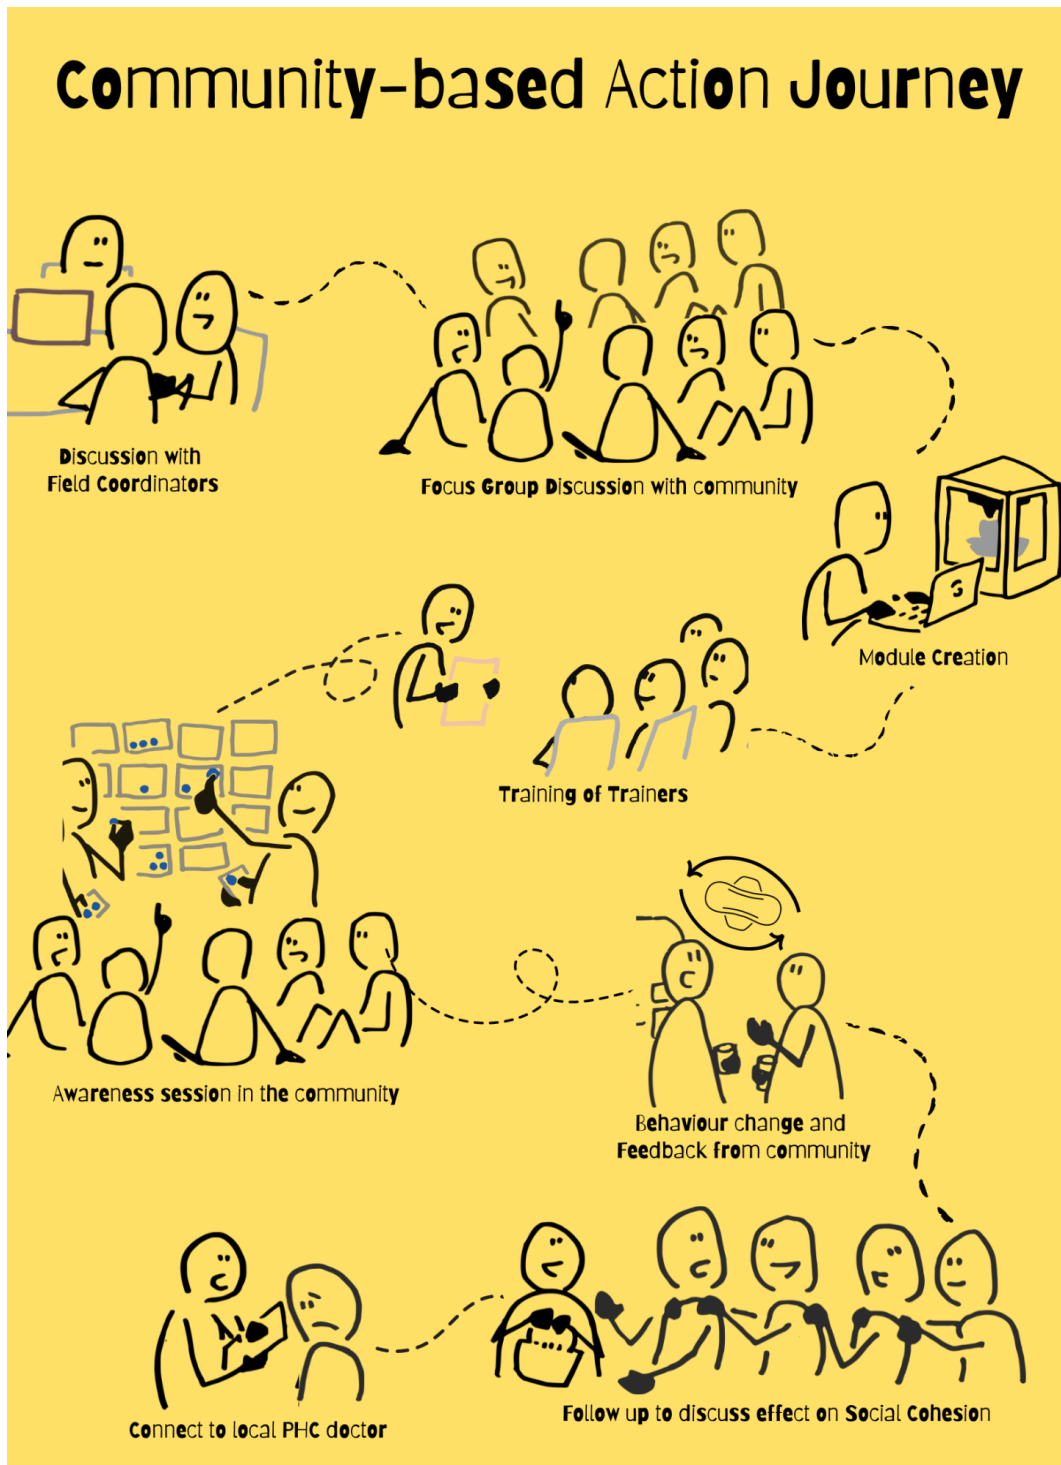 Community-based Action Journey
Discussion with
Field Coordinators
Focus Group Discussion with community
Module Creation
Training of Trainers
Awareness session in the community
Behaviour change and
Feedback from community
Follow up to discuss effect on Social Cohesion
Connect to local PHC doctor